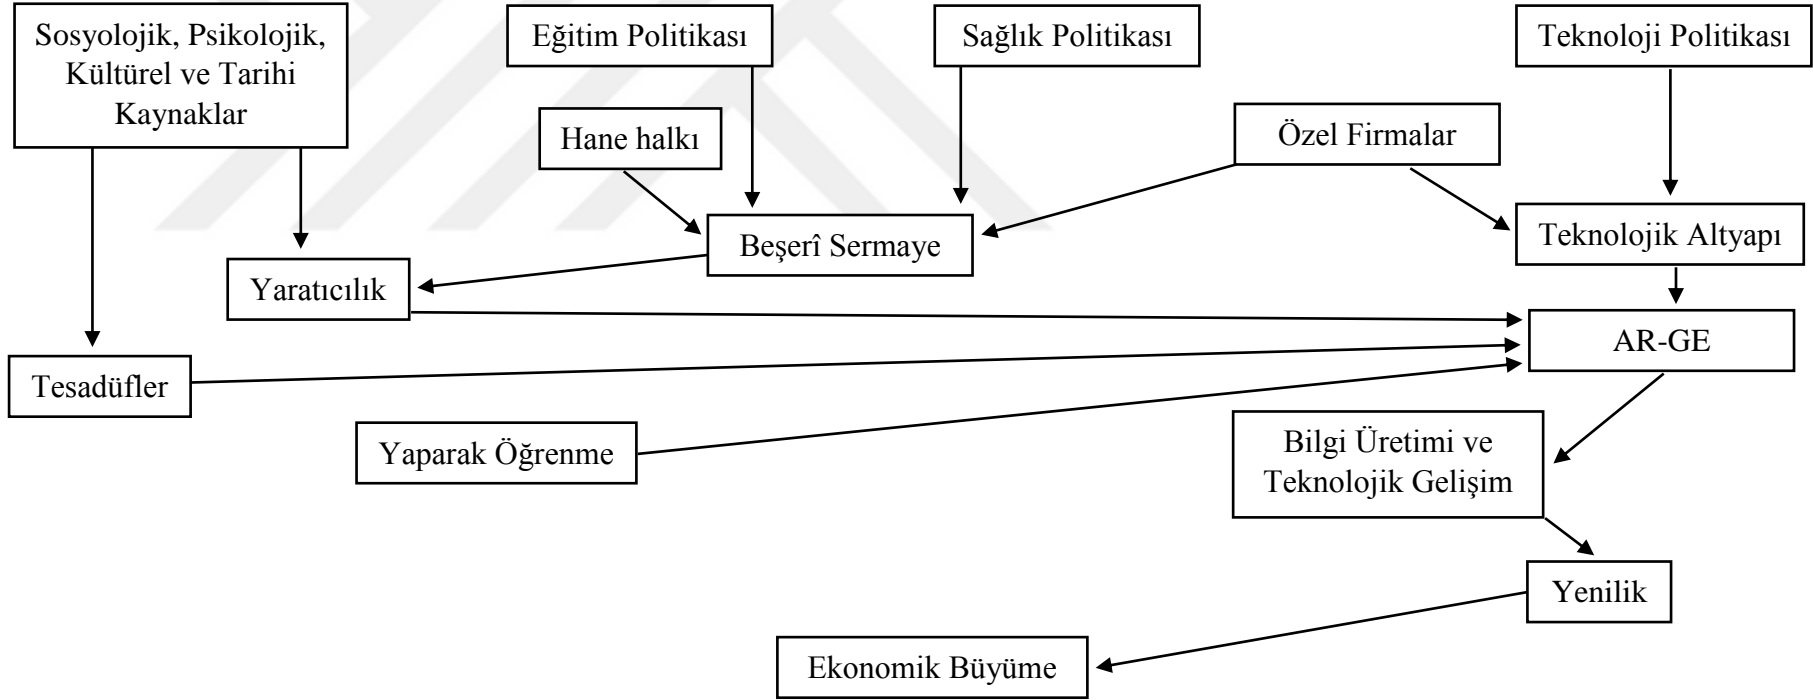 Sosyolojik, Psikolojik,
Kültürel ve Tarihi
Kaynaklar
Eğitim Politikası
Sağlık Politikası
Teknoloji Politikası
Hane halkı
Özel Firmalar
Beşerî Sermaye
Teknolojik Altyapı
Yaratıcılık
AR-GE
Tesadüfler
Yaparak Öğrenme
Bilgi Üretimi ve
Teknolojik Gelişim
Yenilik
Ekonomik Büyüme